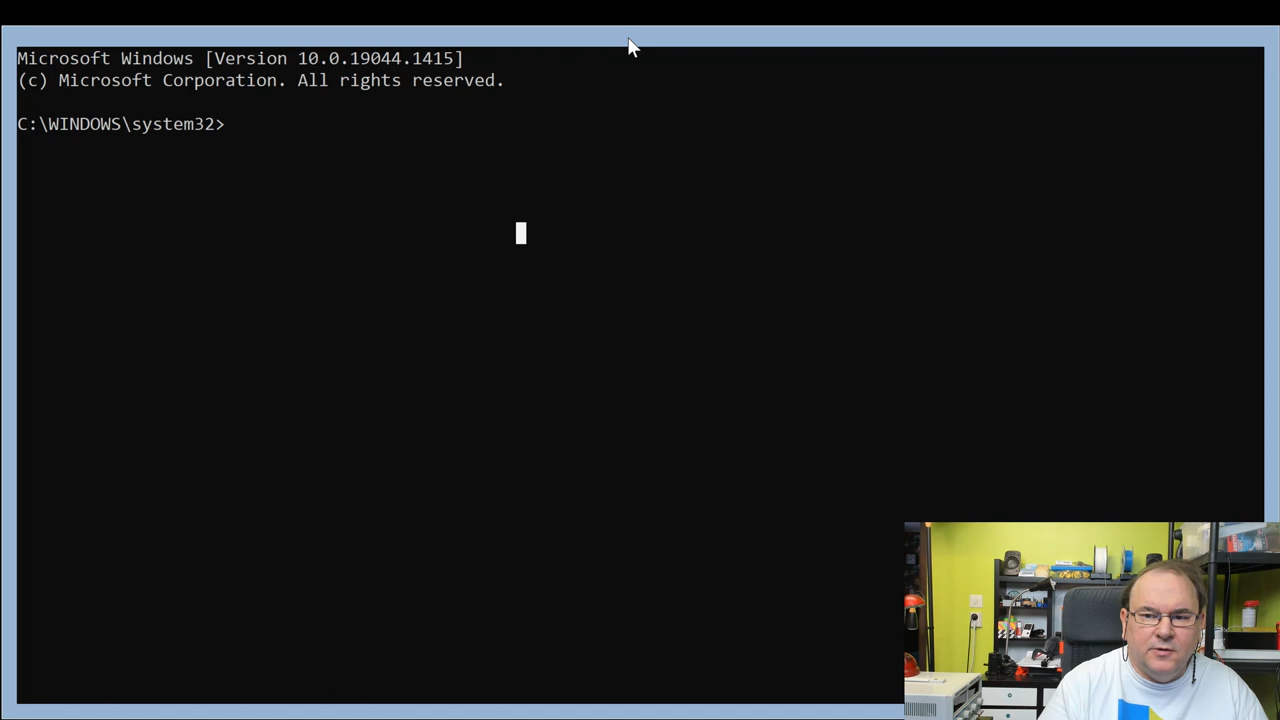 Microsoft Windows [Version 10.0.19044.1415]
(c) Microsoft Corporation. All rights reserved.
C:\WINDOWS\system32>